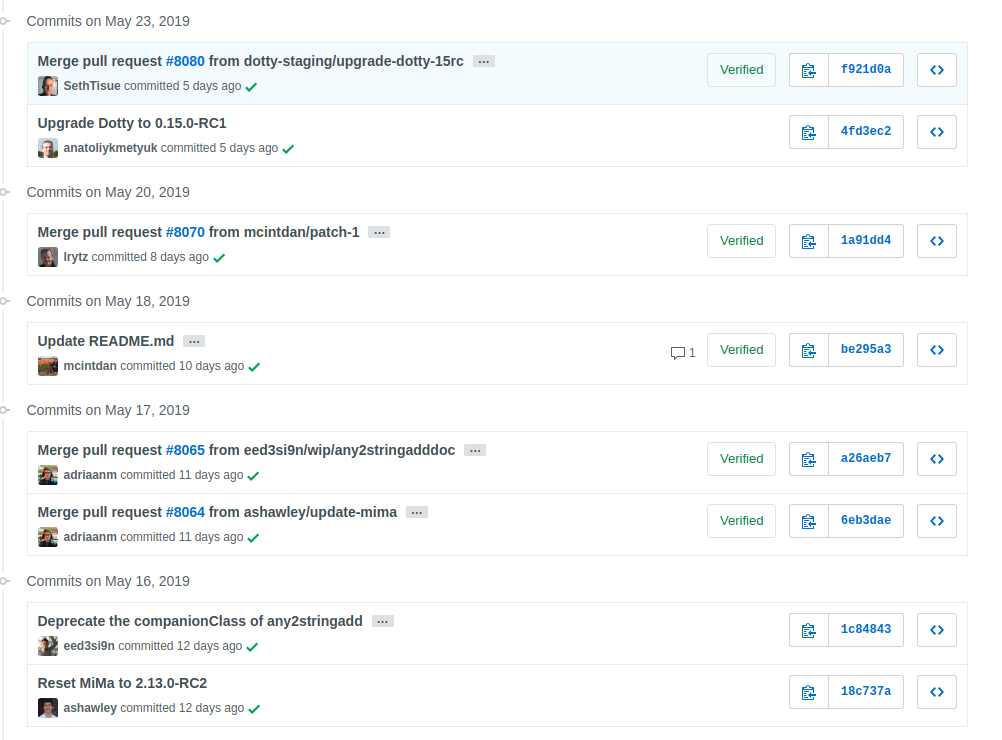 Commits on May 23, 2019
Merge pull request #8080 from dotty-staging/upgrade-dotty-15rc ...
Verified f921d0a
SethTisue committed 5 days ago
Upgrade Dotty to 0.15.0-RC1
4fd3ec2
anatoliykmetyuk committed 5 days ago
Commits on May 20, 2019
Merge pull request #8070 from mcintdan/patch-1 ...
Verified 1a91dd4
lrytz committed 8 days ago
Commits on May 18, 2019
Update README.md ...
1 Verified be295a3
mcintdan committed 10 days ago
Commits on May 17, 2019
Merge pull request #8065 from eed3si9n/wip/any2stringadddoc ...
Verified a26aeb7
adriaanm committed 11 days ago
Merge pull request #8064 from ashawley/update-mima ...
Verified 6eb3dae
adriaanm committed 11 days ago
Commits on May 16, 2019
Deprecate the companionClass of any2stringadd ...
1c84843
eed3si9n committed 12 days ago
Reset MiMa to 2.13.0-RC2
18c737a
ashawley committed 12 days ago